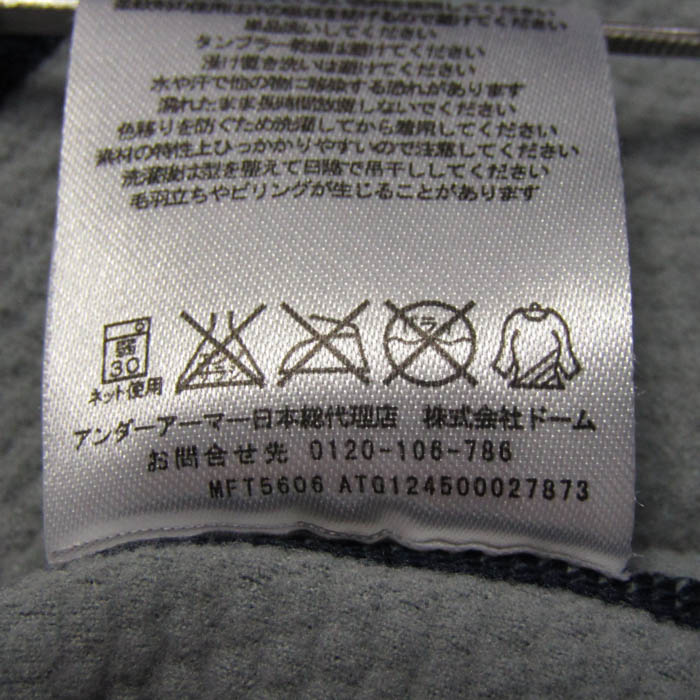 単品洗いしてください
タンブラー乾燥は避けてください
浸け置き洗いは避けてください
水や汗で他の物に移染する恐れがあります
濡れたまま長時間放置しないでください
色移りを防ぐため洗濯してから着用してください
素材の特性上ひっかかりやすいので注意してください
洗濯後は型を整えて日陰で吊干ししてください
毛羽立ちやピリングが生じることがあります
弱
30
ネット使用
アンダーアーマー日本総代理店 株式会社ドーム
お問合せ先 0120-106-786
MFT5606 ATG124500027873